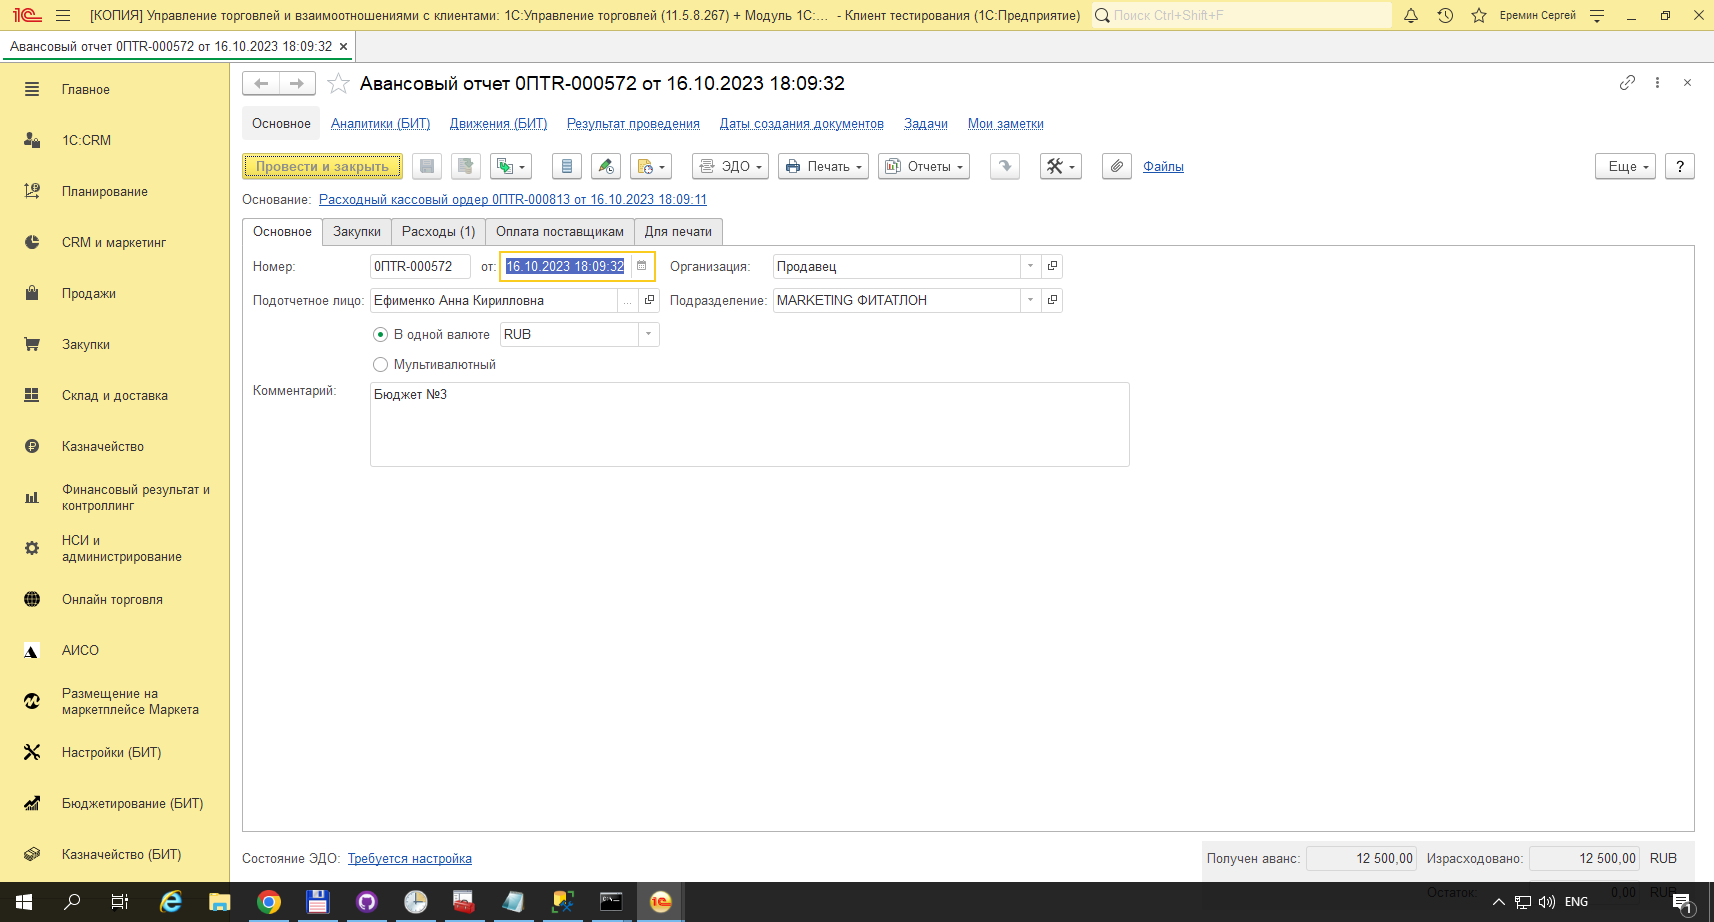 [КОПИЯ] Управление торговлей и взаимоотношениями с клиентами: 1С:Управление торговлей (11.5.8.267) + Модуль 1С:... - Клиент тестирования (1С:Предприятие)
Поиск Ctrl+Shift+F
Еремин Сергей
Авансовый отчет 0ПTR-000572 от 16.10.2023 18:09:32 ×
Главное
1С:CRM
Планирование
CRM и маркетинг
Продажи
Закупки
Склад и доставка
Казначейство
Финансовый результат и
контроллинг
НСИ и
администрирование
Онлайн торговля
АИСО
Размещение на
маркетплейсе Маркета
Настройки (БИТ)
Бюджетирование (БИТ)
Казначейство (БИТ)
Авансовый отчет 0ПTR-000572 от 16.10.2023 18:09:32
Основное Аналитики (БИТ) Движения (БИТ) Результат проведения Даты создания документов Задачи Мои заметки
Провести и закрыть ЭДО Печать Отчеты Файлы Еще ?
Основание: Расходный кассовый ордер 0ПTR-000813 от 16.10.2023 18:09:11
Основное Закупки Расходы (1) Оплата поставщикам Для печати
Номер: 0ПTR-000572 от: 16.10.2023 18:09:32 Организация: Продавец
Подотчетное лицо: Ефименко Анна Кирилловна ... Подразделение: MARKETING ФИТАТЛОН
В одной валюте RUB
Мультивалютный
Комментарий: Бюджет №3
Состояние ЭДО: Требуется настройка
Получен аванс: 12 500,00 Израсходовано: 12 500,00 RUB
Остаток: 0,00 RUB
ENG
1